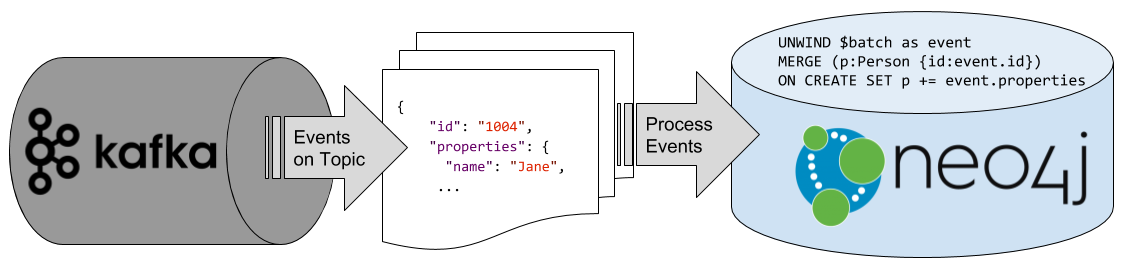 kafka
Events
on Topic
{
"id": "1004",
"properties": {
"name": "Jane",
...
Process
Events
UNWIND $batch as event
MERGE (p:Person {id:event.id})
ON CREATE SET p += event.properties
neo4j